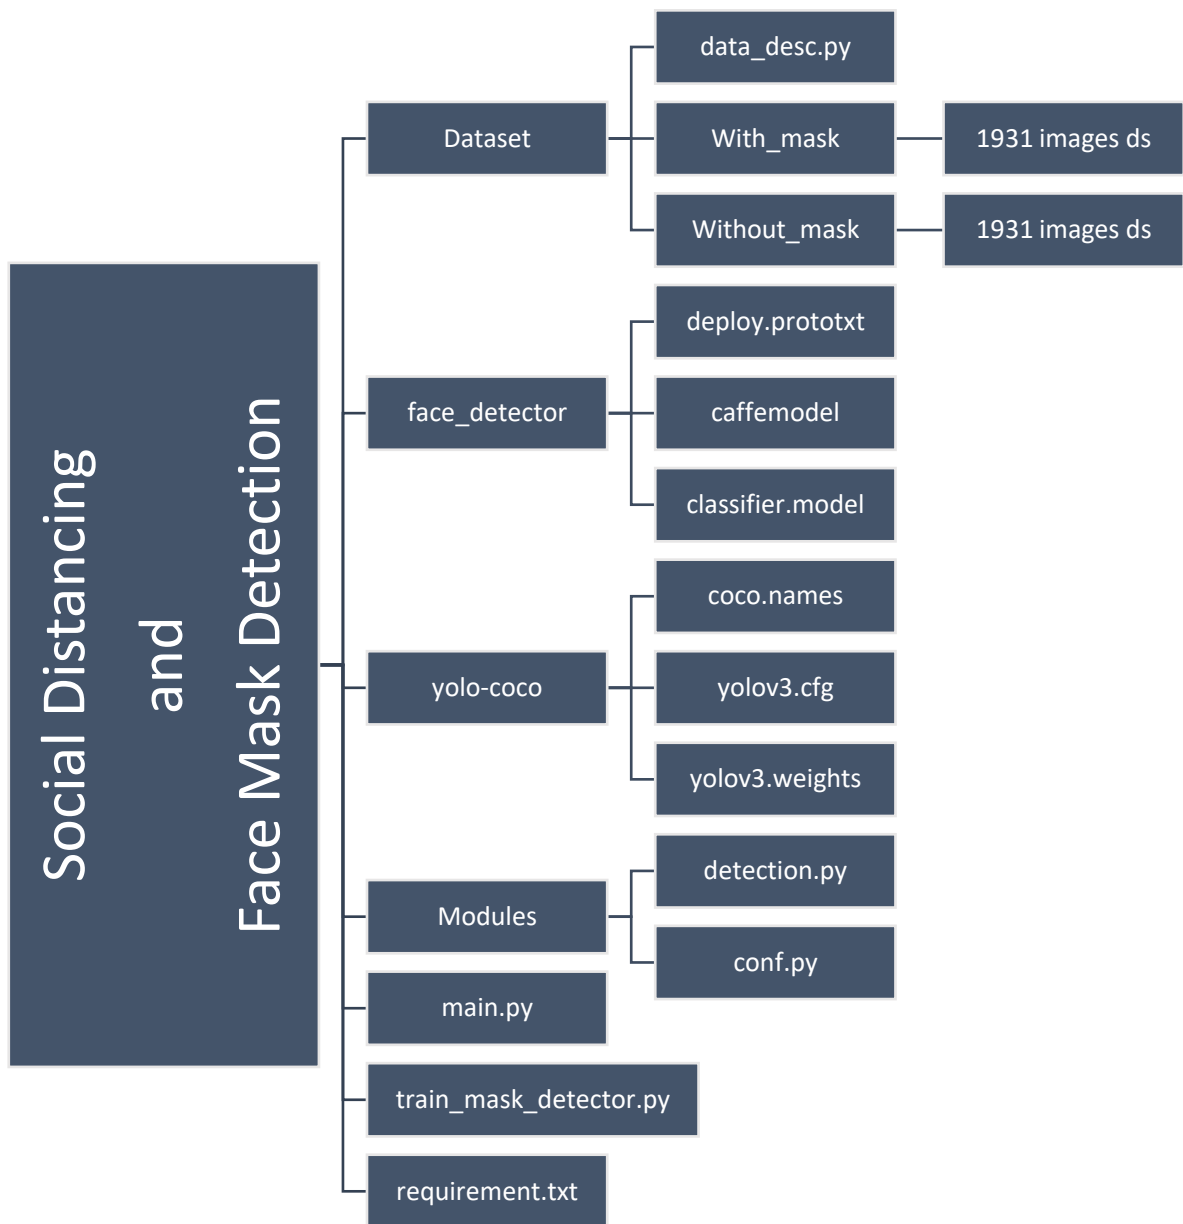 Social Distancing
and
Face Mask Detection
Dataset
data_desc.py
With_mask
1931 images ds
Without_mask
1931 images ds
face_detector
deploy.prototxt
caffemodel
classifier.model
yolo-coco
coco.names
yolov3.cfg
yolov3.weights
Modules
detection.py
conf.py
main.py
train_mask_detector.py
requirement.txt